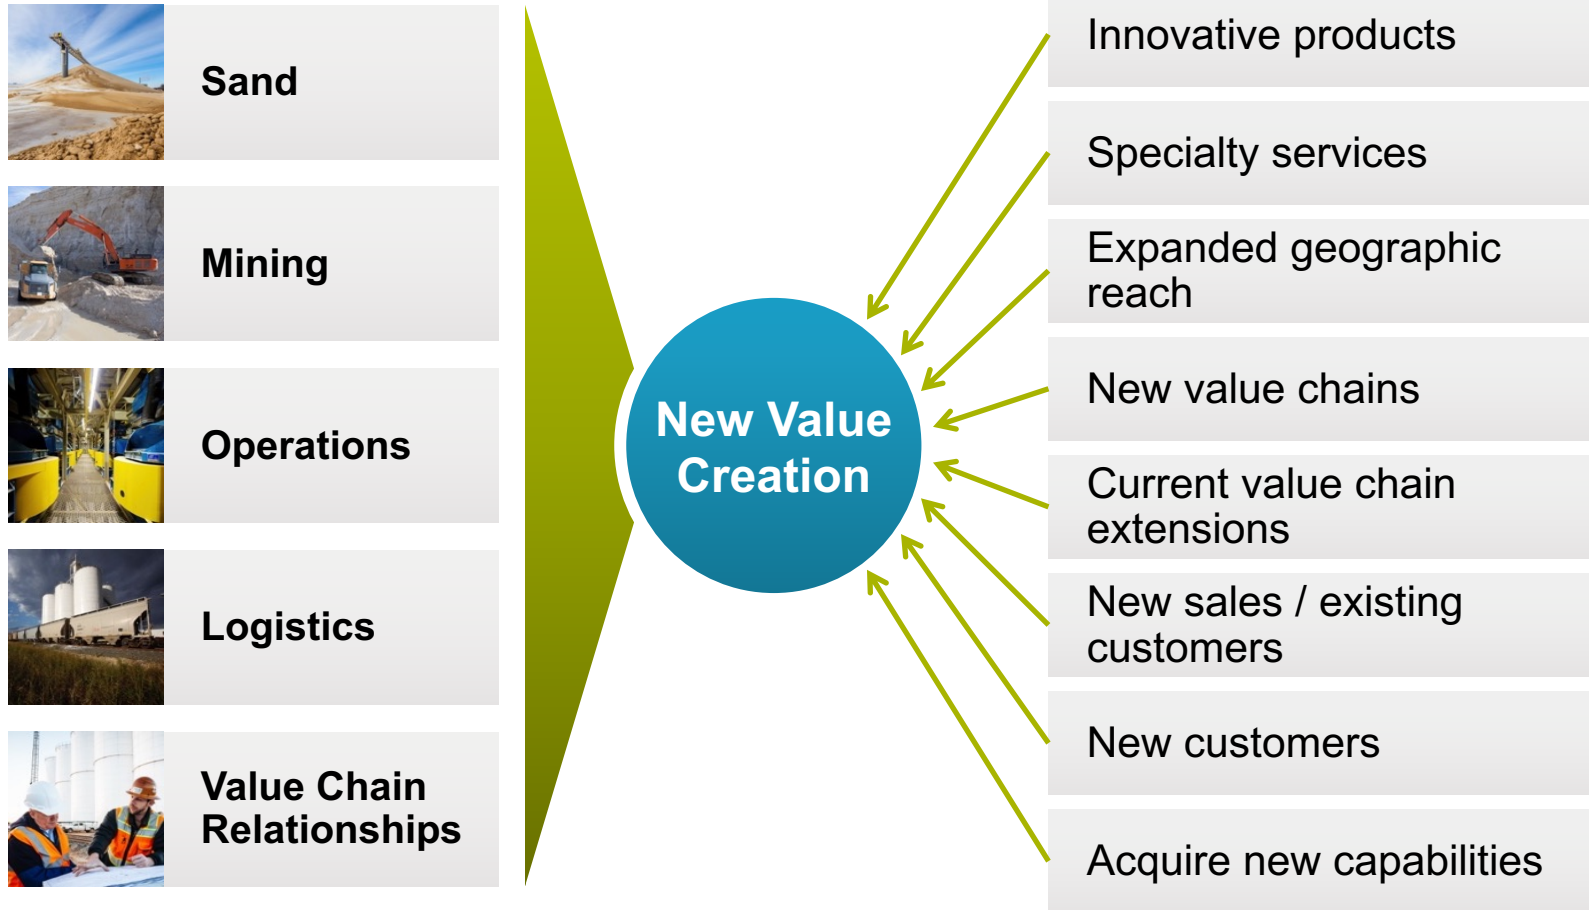 Sand
Mining
Operations
Logistics
Value Chain
Relationships
New Value
Creation
Innovative products
Specialty services
Expanded geographic
reach
New value chains
Current value chain
extensions
New sales / existing
customers
New customers
Acquire new capabilities